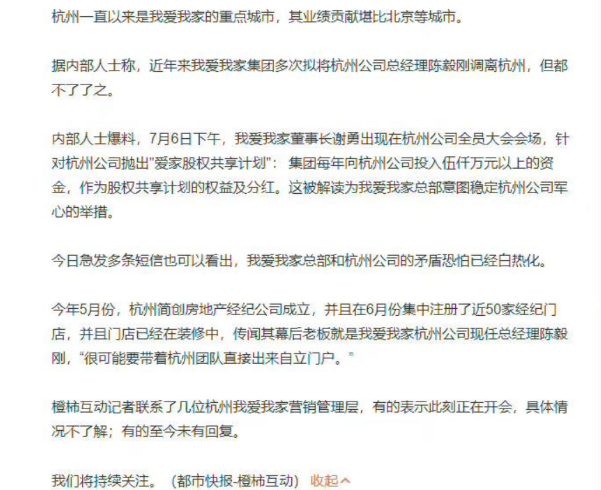 杭州一直以来是我爱我家的重点城市，其业绩贡献堪比北京等城市。
据内部人士称，近年来我爱我家集团多次拟将杭州公司总经理陈毅刚调离杭州，但都
不了了之。
内部人士爆料，7月6日下午，我爱我家董事长谢勇出现在杭州公司全员大会会场，针
对杭州公司抛出"爱家股权共享计划"： 集团每年向杭州公司投入伍仟万元以上的资
金，作为股权共享计划的权益及分红。这被解读为我爱我家总部意图稳定杭州公司军
心的举措。
今日急发多条短信也可以看出，我爱我家总部和杭州公司的矛盾恐怕已经白热化。
今年5月份，杭州简创房地产经纪公司成立，并且在6月份集中注册了近50家经纪门
店，并且门店已经在装修中，传闻其幕后老板就是我爱我家杭州公司现任总经理陈毅
刚，“很可能要带着杭州团队直接出来自立门户。”
橙柿互动记者联系了几位杭州我爱我家营销管理层，有的表示此刻正在开会，具体情
况不了解；有的至今未有回复。
我们将持续关注。（都市快报-橙柿互动） 收起